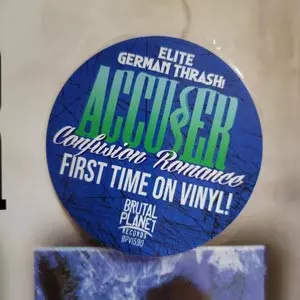 ELITE
GERMAN THRASH!
ACCUSER
Confusion Romance
FIRST TIME ON VINYL!
BRUTAL
PLANET
RECORDS